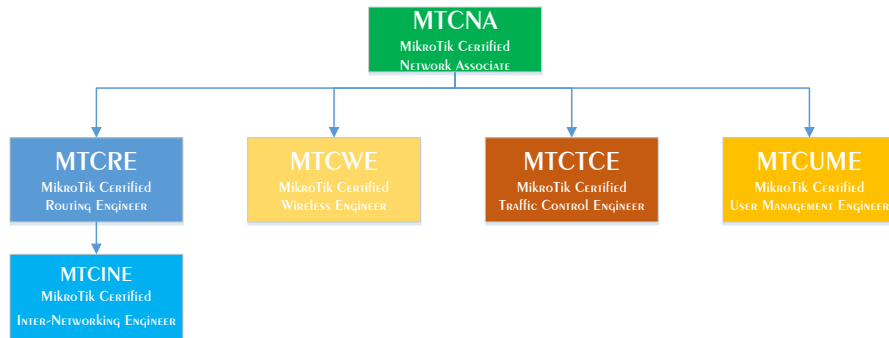 MTCNA
MikroTik Certified
Network Associate
MTCRE
MikroTik Certified
Routing Engineer
MTCWE
MikroTik Certified
Wireless Engineer
MTCTCE
MikroTik Certified
Traffic Control Engineer
MTCUME
MikroTik Certified
User Management Engineer
MTCINE
MikroTik Certified
Inter-Networking Engineer